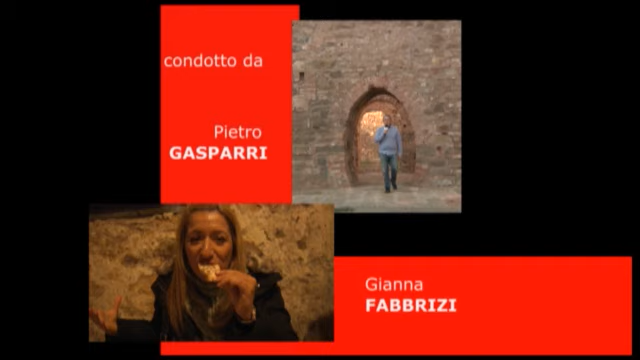 condotto da
Pietro
GASPARRI
Gianna
FABBRIZI